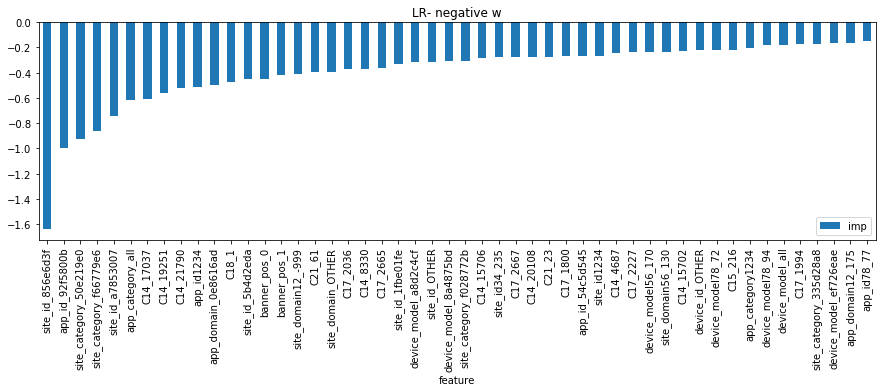 LR- negative w
0.0
−0.2
−0.4
−0.6
−0.8
−1.0
−1.2
−1.4
−1.6
imp
site_id_856e6d3f
app_id_92f5800b
site_category_50e219e0
site_category_f66779e6
site_id_a7853007
app_category_all
C14_17037
C14_19251
C14_21790
app_id1234
app_domain_0e8616ad
C18_1
site_id_5b4d2eda
banner_pos_0
banner_pos_1
site_domain12_-999
C21_61
site_domain_OTHER
C17_2036
C14_8330
C17_2665
site_id_1fbe01fe
device_model_a8d2c4cf
site_id_OTHER
device_model_8a4875bd
site_category_f028772b
C14_15706
site_id34_235
C17_2667
C14_20108
C21_23
C17_1800
app_id_54c5d545
site_id1234
C14_4687
C17_2227
device_model56_170
site_domain56_130
C14_15702
device_id_OTHER
device_model78_72
C15_216
app_category1234
device_model78_94
device_model_all
C17_1994
site_category_335d28a8
device_model_ef726eae
app_domain12_175
app_id78_77
feature